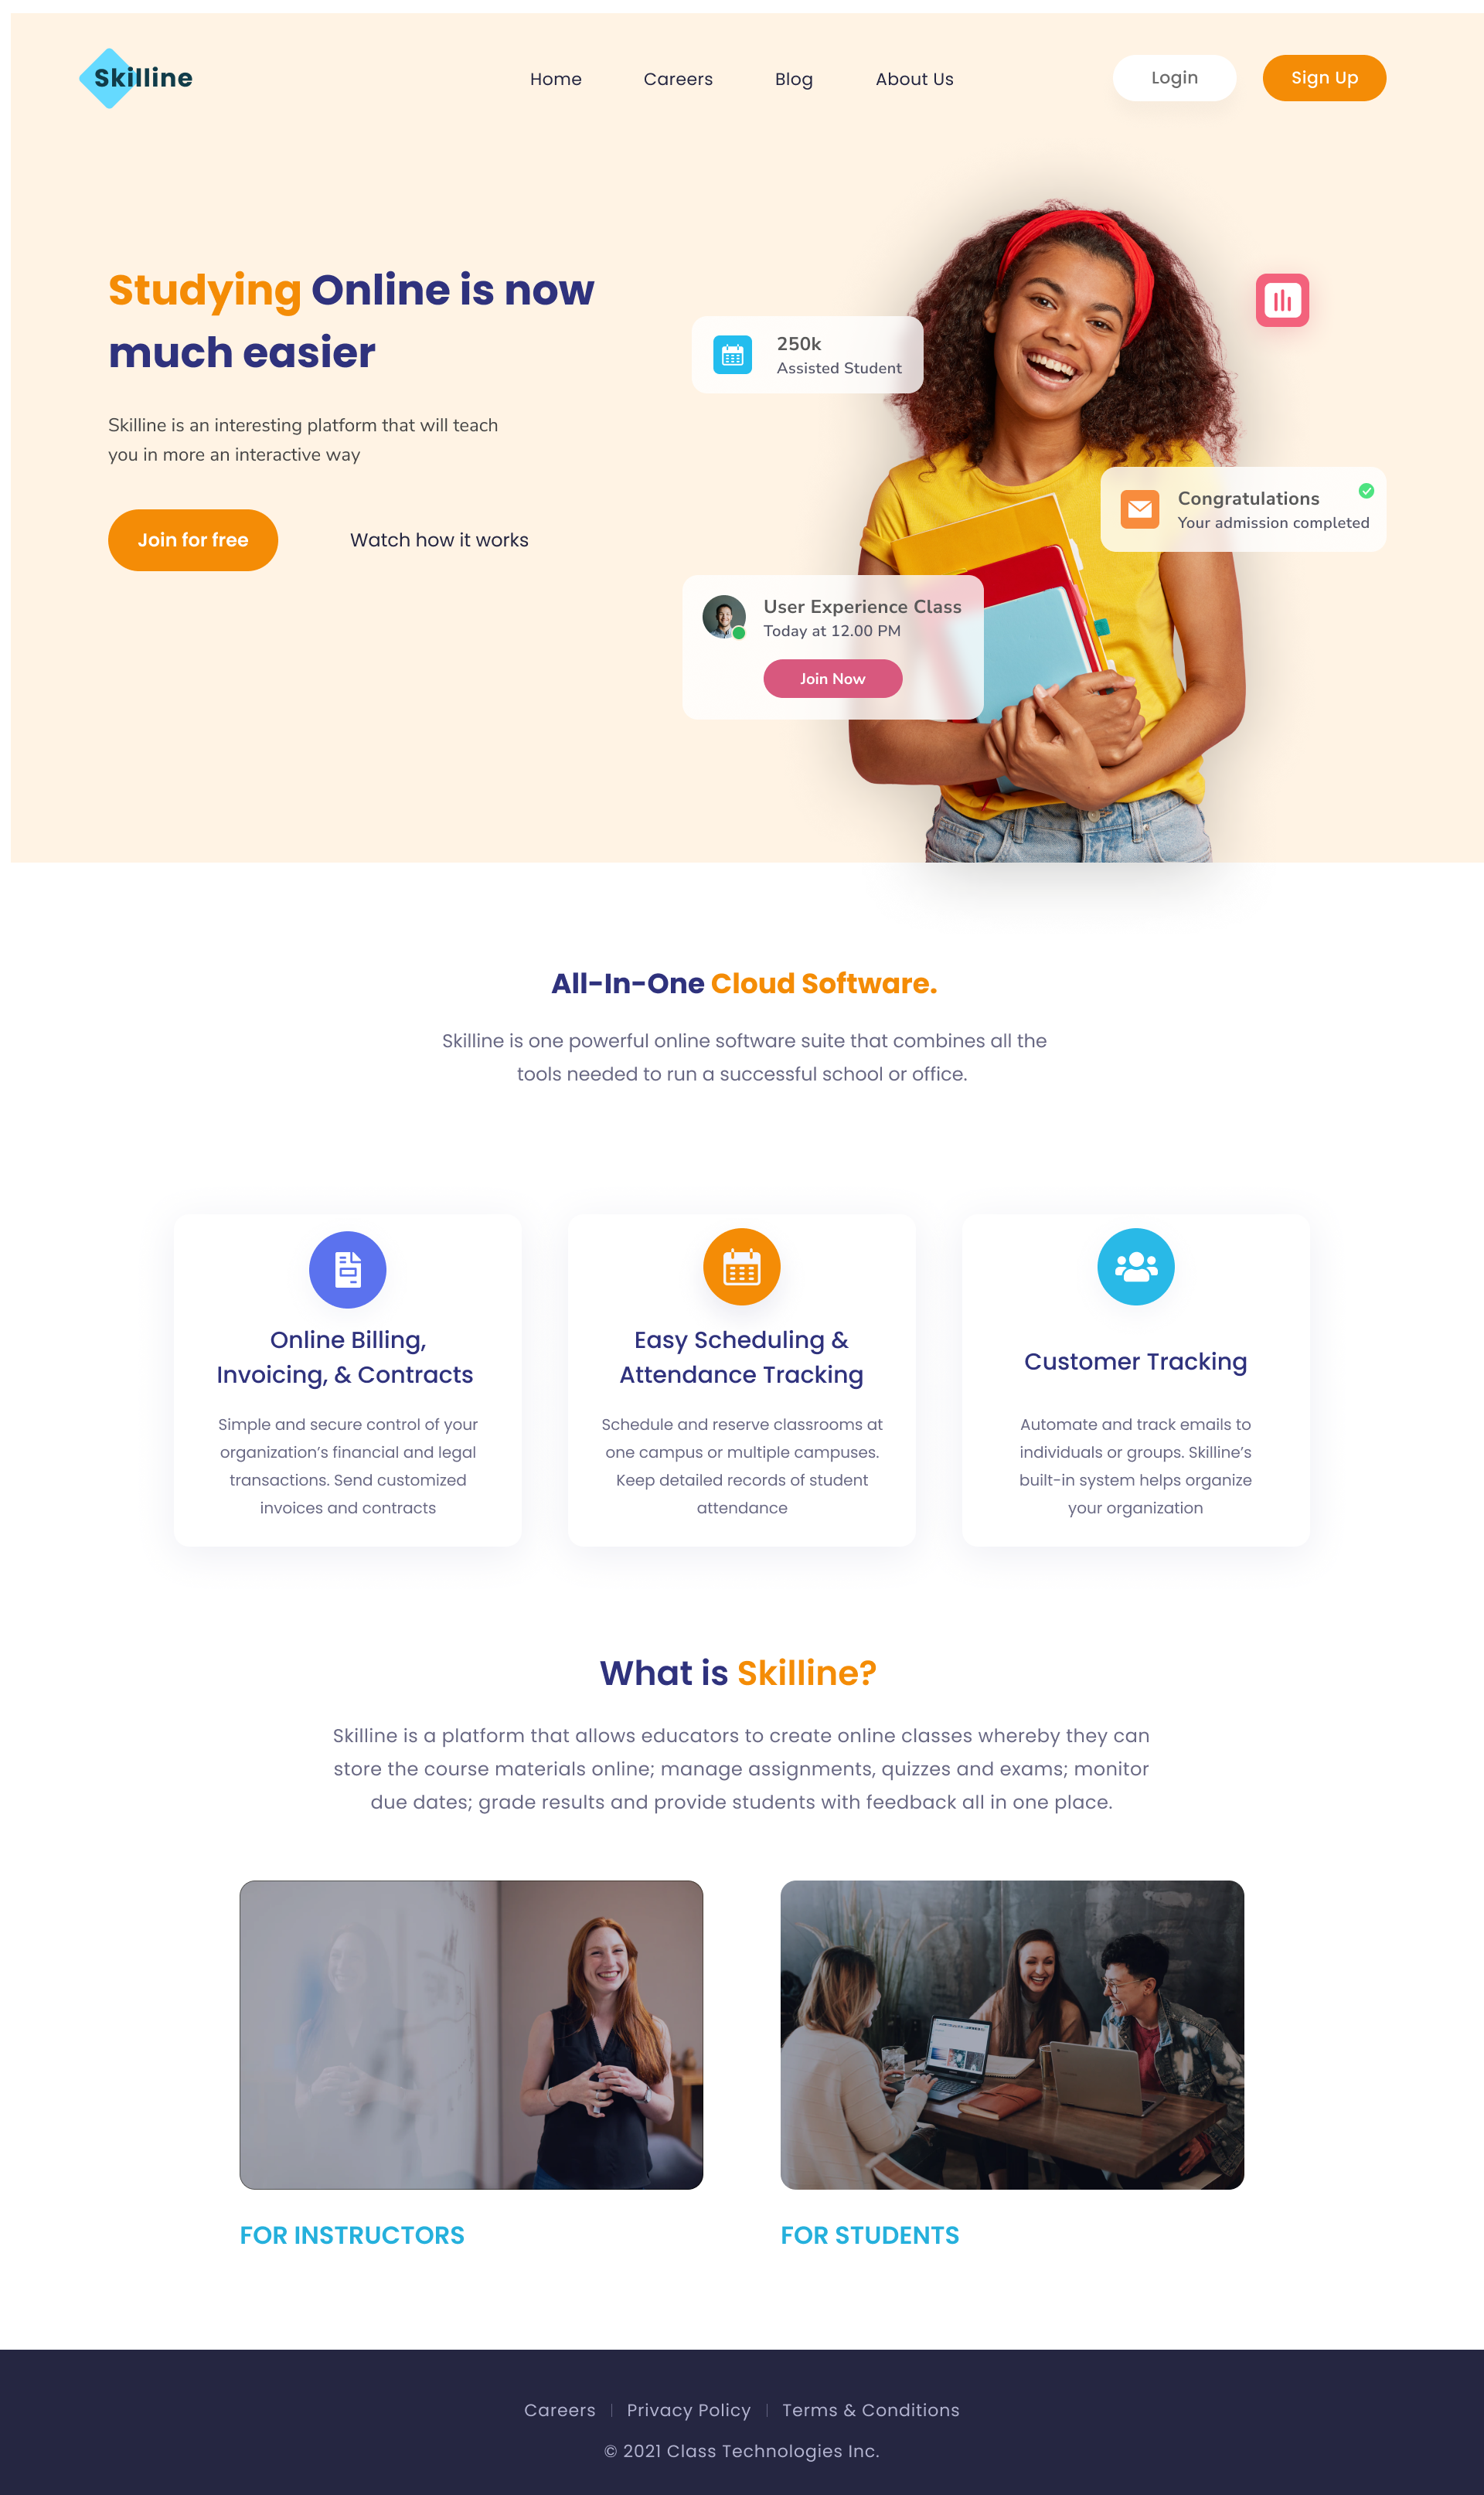 Skilline
Home
Careers
Blog
About Us
Login
Sign Up
Studying Online is now
much easier
Skilline is an interesting platform that will teach
you in more an interactive way
Join for free
Watch how it works
250k
Assisted Student
Congratulations
Your admission completed
User Experience Class
Today at 12.00 PM
Join Now
All-In-One Cloud Software.
Skilline is one powerful online software suite that combines all the
tools needed to run a successful school or office.
Online Billing,
Invoicing, & Contracts
Simple and secure control of your
organization’s financial and legal
transactions. Send customized
invoices and contracts
Easy Scheduling &
Attendance Tracking
Schedule and reserve classrooms at
one campus or multiple campuses.
Keep detailed records of student
attendance
Customer Tracking
Automate and track emails to
individuals or groups. Skilline’s
built-in system helps organize
your organization
What is Skilline?
Skilline is a platform that allows educators to create online classes whereby they can
store the course materials online; manage assignments, quizzes and exams; monitor
due dates; grade results and provide students with feedback all in one place.
FOR INSTRUCTORS
FOR STUDENTS
Careers | Privacy Policy | Terms & Conditions
© 2021 Class Technologies Inc.